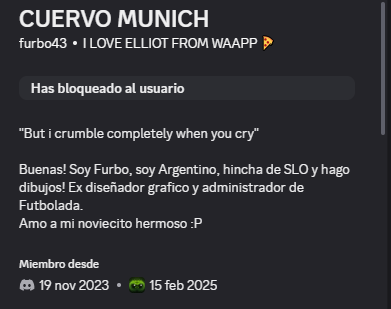 CUERVO MUNICH
furbo43 • I LOVE ELLIOT FROM WAAPP 🍕
Has bloqueado al usuario
"But i crumble completely when you cry"
Buenas! Soy Furbo, soy Argentino, hincha de SLO y hago
dibujos! Ex diseñador grafico y administrador de
Futbolada.
Amo a mi noviecito hermoso :P
Miembro desde
19 nov 2023 • 15 feb 2025